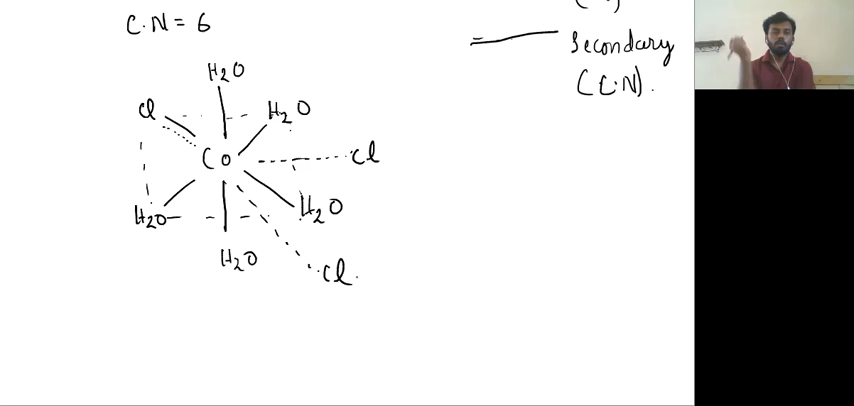 C.N = 6
Secondary
(C.N).
H2O
Cl
H2O
Co
Cl
H2O
H2O
H2O
Cl.